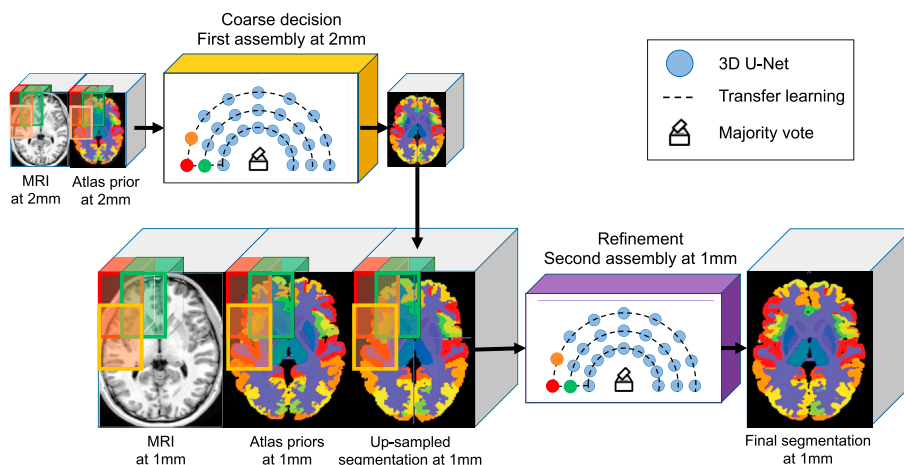 Coarse decision
First assembly at 2mm
3D U-Net
Transfer learning
Majority vote
MRI
at 2mm
Atlas prior
at 2mm
Refinement
Second assembly at 1mm
MRI
at 1mm
Atlas priors
at 1mm
Up-sampled
segmentation at 1mm
Final segmentation
at 1mm